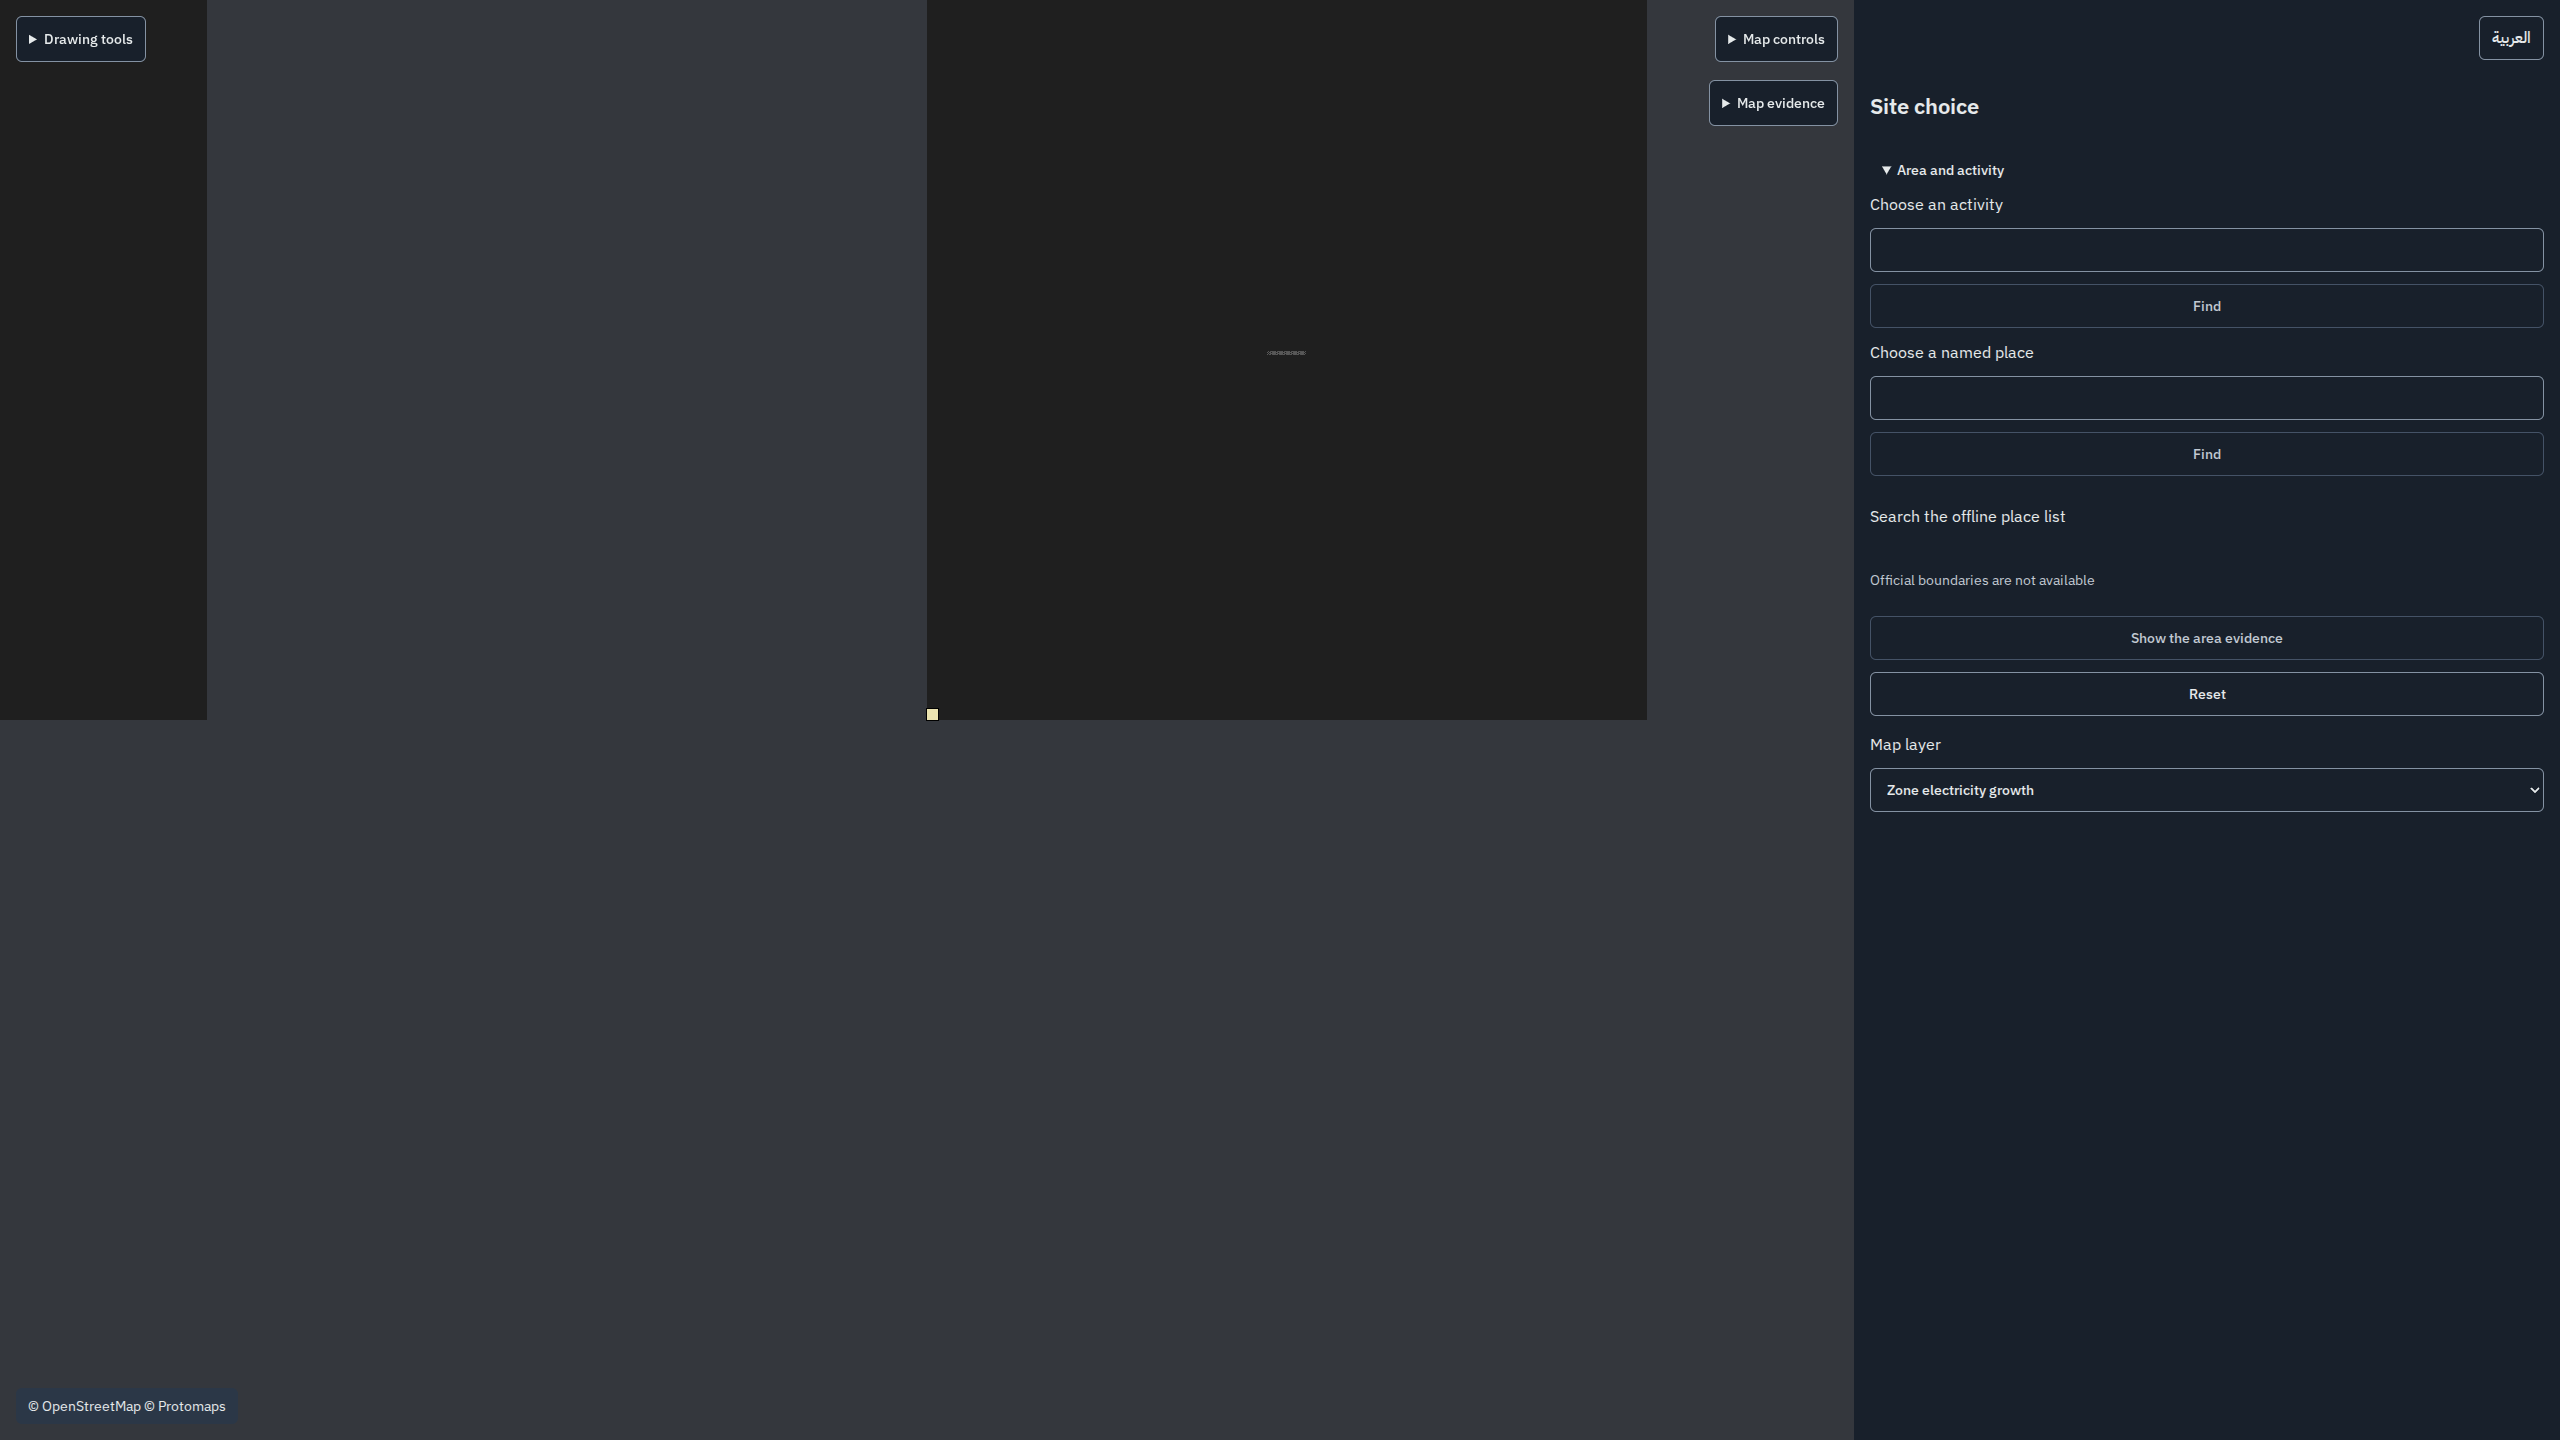 Drawing tools
Map controls
Map evidence
العربية
Site choice
Area and activity
Choose an activity
Find
Choose a named place
Find
Search the offline place list
Official boundaries are not available
Show the area evidence
Reset
Map layer
Zone electricity growth
© OpenStreetMap © Protomaps